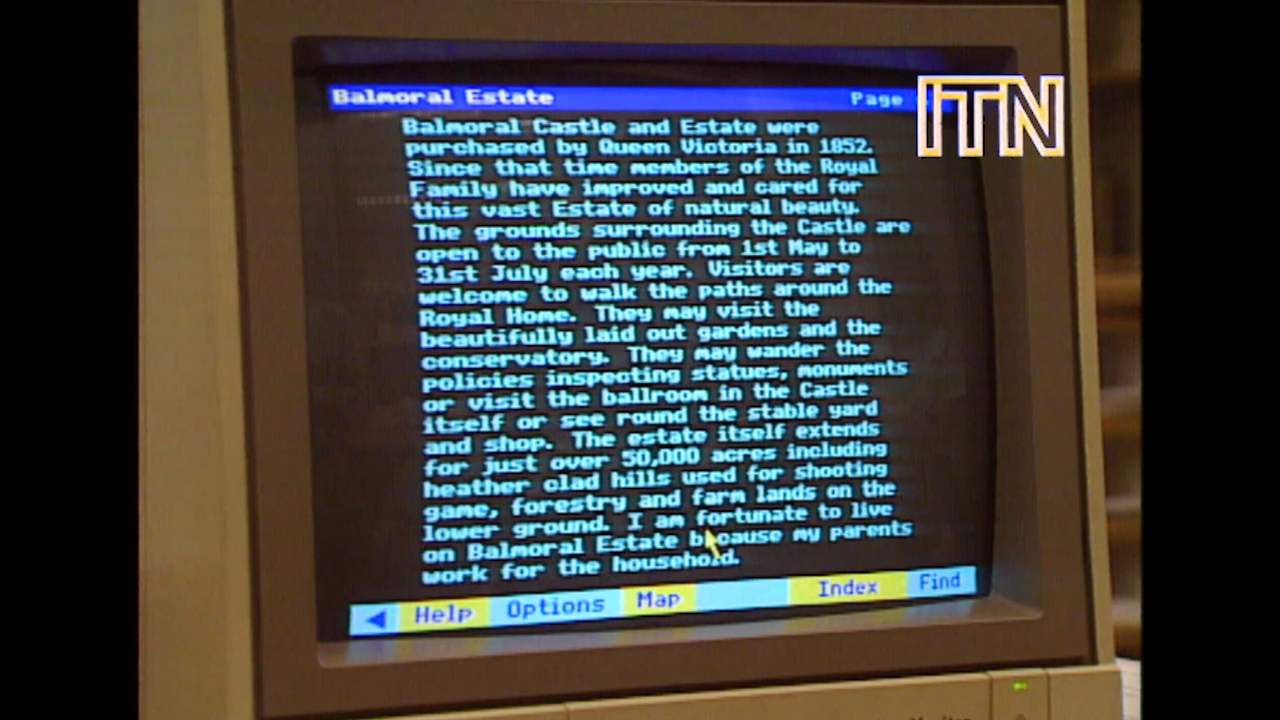 Balmoral Estate Page
ITN
Balmoral Castle and Estate were
purchased by Queen Victoria in 1852.
Since that time members of the Royal
Family have improved and cared for
this vast Estate of natural beauty.
The grounds surrounding the Castle are
open to the public from 1st May to
31st July each year. Visitors are
welcome to walk the paths around the
Royal Home. They may visit the
beautifully laid out gardens and the
conservatory. They may wander the
policies inspecting statues, monuments
or visit the ballroom in the Castle
itself or see round the stable yard
and shop. The estate itself extends
for just over 50,000 acres including
heather clad hills used for shooting
game, forestry and farm lands on the
lower ground. I am fortunate to live
on Balmoral Estate because my parents
work for the household.
Help Options Map Index Find